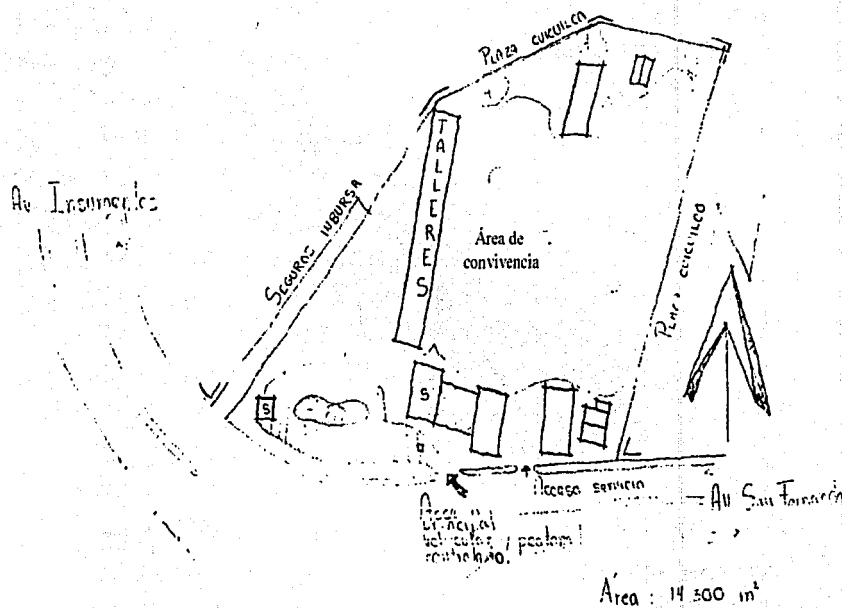 PLAZA CUICUILCO
TALLERES
Av Insurgentes
SEGUROS INBURSA
Área de
convivencia
PLAZA CUICUILCO
N
S
S
Acceso servicio
Acceso
principal
vehicular / peatonal
controlado.
Av San Fernando
Área : 14 300 m²